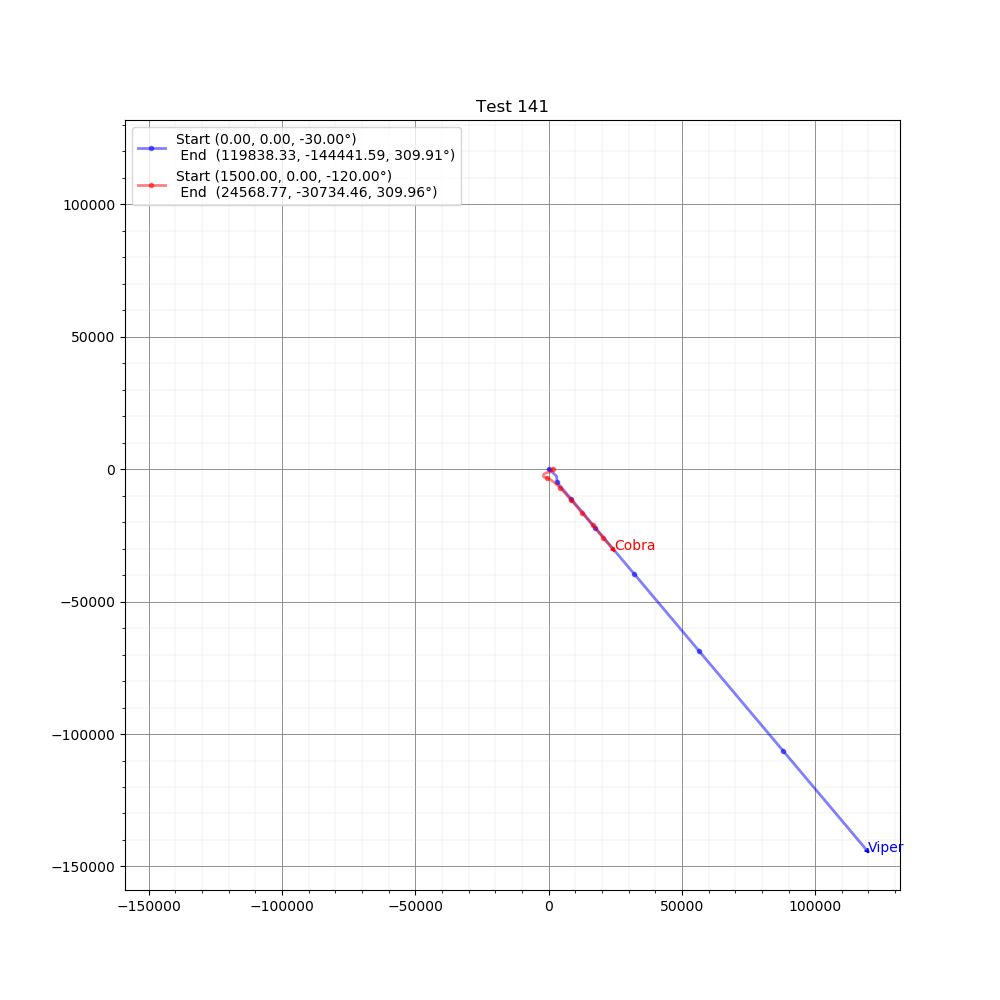 Test 141
Start (0.00, 0.00, -30.00°)
End (119838.33, -144441.59, 309.91°)
Start (1500.00, 0.00, -120.00°)
End (24568.77, -30734.46, 309.96°)
100000
50000
0
−50000
−100000
−150000
Cobra
Viper
−150000
−100000
−50000
0
50000
100000